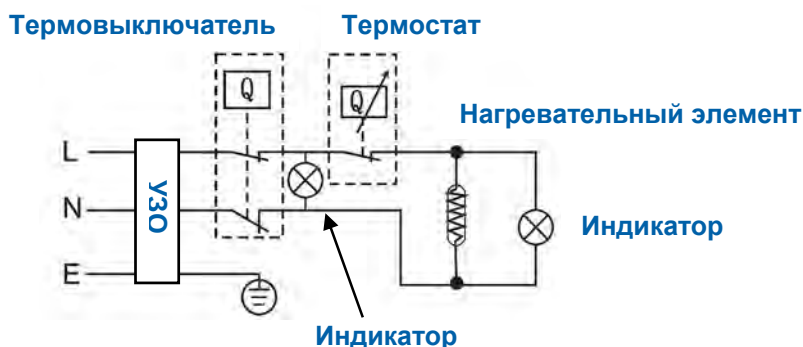 Термовыключатель Термостат
Q
Q
Нагревательный элемент
L
УЗО
N
Индикатор
E
Индикатор